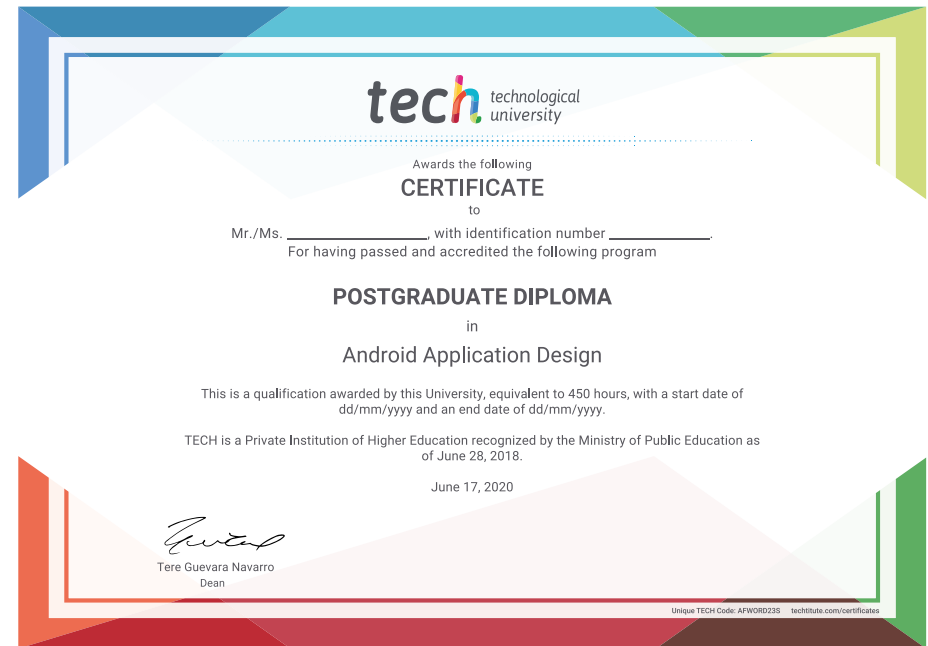 tech technological
university
Awards the following
CERTIFICATE
to
Mr./Ms. ____________________, with identification number ______________.
For having passed and accredited the following program
POSTGRADUATE DIPLOMA
in
Android Application Design
This is a qualification awarded by this University, equivalent to 450 hours, with a start date of
dd/mm/yyyy and an end date of dd/mm/yyyy.
TECH is a Private Institution of Higher Education recognized by the Ministry of Public Education as
of June 28, 2018.
June 17, 2020
Tere Guevara Navarro
Dean
Unique TECH Code: AFWORD23S techtitute.com/certificates